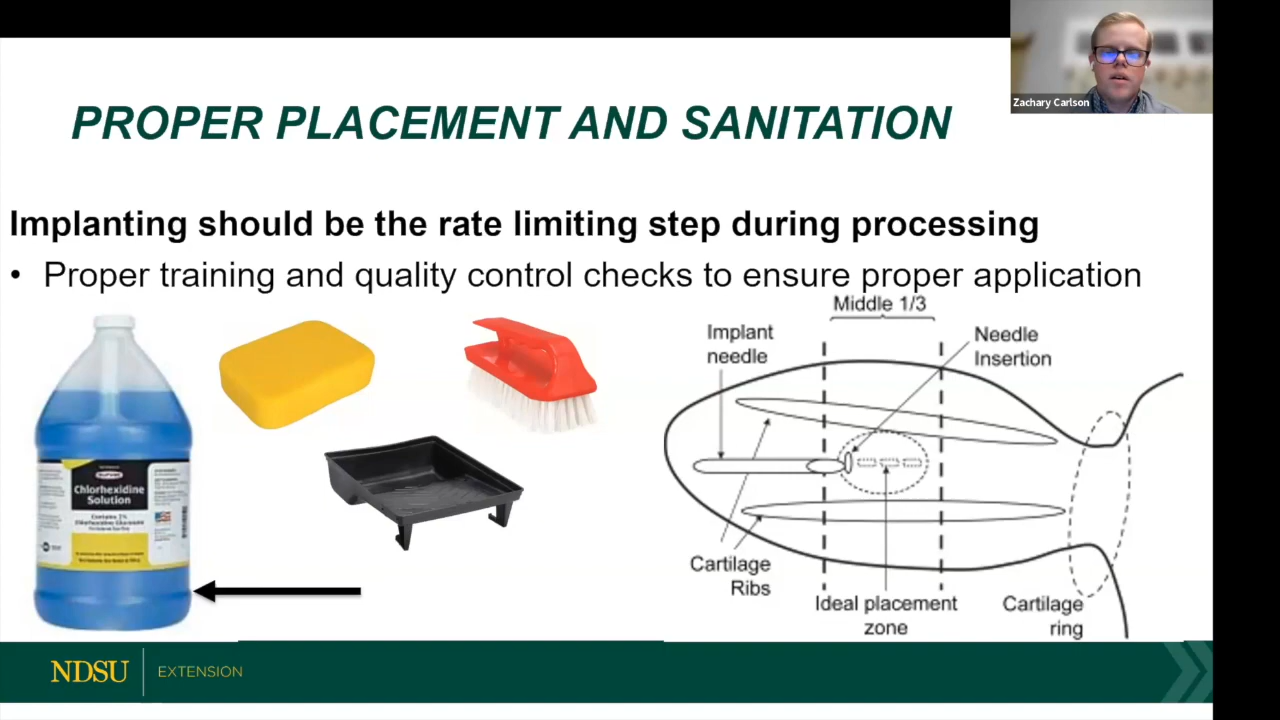 Zachary Carlson
PROPER PLACEMENT AND SANITATION
Implanting should be the rate limiting step during processing
• Proper training and quality control checks to ensure proper application
Middle 1/3
Implant
needle
Needle
Insertion
Chlorhexidine
Solution
Cartilage
Ribs
Ideal placement
zone
Cartilage
ring
NDSU
EXTENSION